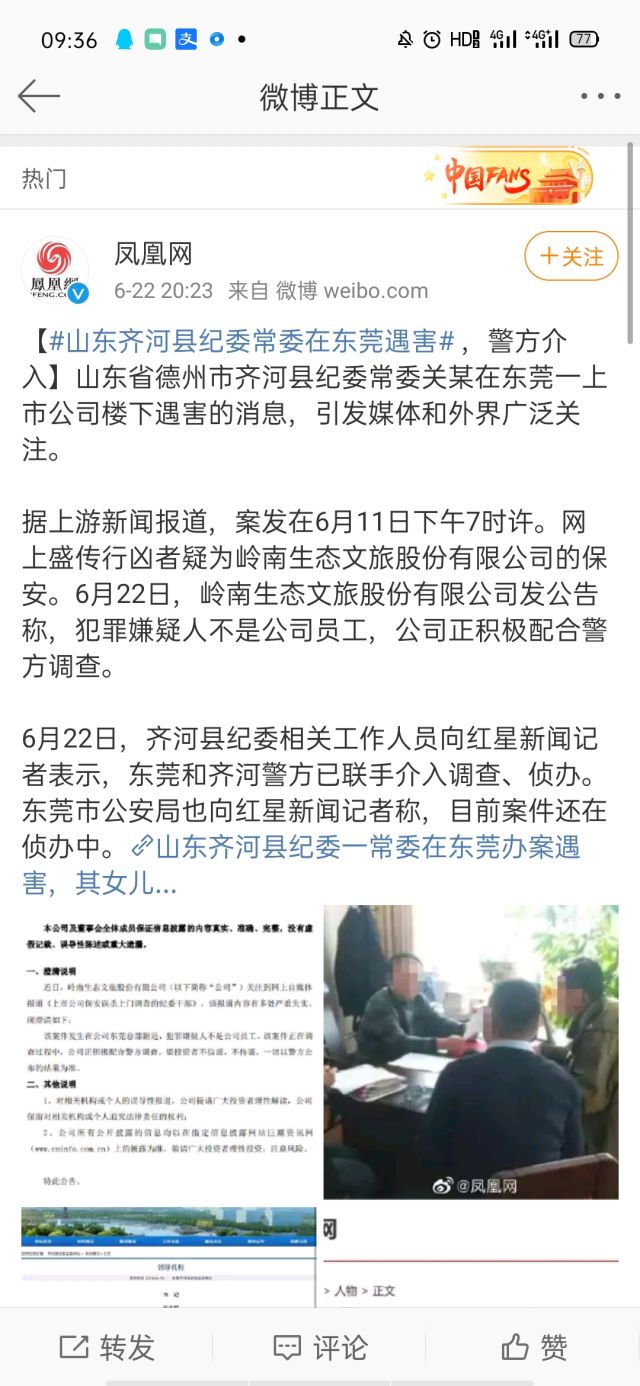 09:36
HD
4G
4G+
77
微博正文
热门
中国FANS
凤凰网
+关注
6-22 20:23 来自 微博 weibo.com
【#山东齐河县纪委常委在东莞遇害#，警方介
入】山东省德州市齐河县纪委常委关某在东莞一上
市公司楼下遇害的消息，引发媒体和外界广泛关
注。
据上游新闻报道，案发在6月11日下午7时许。网
上盛传行凶者疑为岭南生态文旅股份有限公司的保
安。6月22日，岭南生态文旅股份有限公司发公告
称，犯罪嫌疑人不是公司员工，公司正积极配合警
方调查。
6月22日，齐河县纪委相关工作人员向红星新闻记
者表示，东莞和齐河警方已联手介入调查、侦办。
东莞市公安局也向红星新闻记者称，目前案件还在
侦办中。山东齐河县纪委一常委在东莞办案遇
害，其女儿...
本公司及董事会全体成员保证信息披露的内容真实、准确、完整，没有虚
假记载、误导性陈述或重大遗漏。
一、澄清说明
近日，岭南生态文旅股份有限公司（以下简称“公司”）关注到网上自媒体
报道《上市公司保安误杀上门调查的纪委干部》，该报道内容有多处严重失实，
现澄清如下：
该案件发生在公司东莞总部附近，犯罪嫌疑人不是公司员工，该案件正在调
查过程中，公司正积极配合警方调查。望投资者不信谣、不传谣，一切以警方公
布的结果为准。
二、其他说明
1、对相关机构或个人的误导性报道，公司提请广大投资者理性解读，公司
保留对相关机构或个人追究法律责任的权利；
2、公司所有公开披露的信息均以在指定信息披露网站巨潮资讯网
（www.cninfo.com.cn）上的披露为准，敬请广大投资者理性投资，注意风险。
特此公告。
@凤凰网
领导机构
书 记
网
> 人物 > 正文
转发
评论
赞